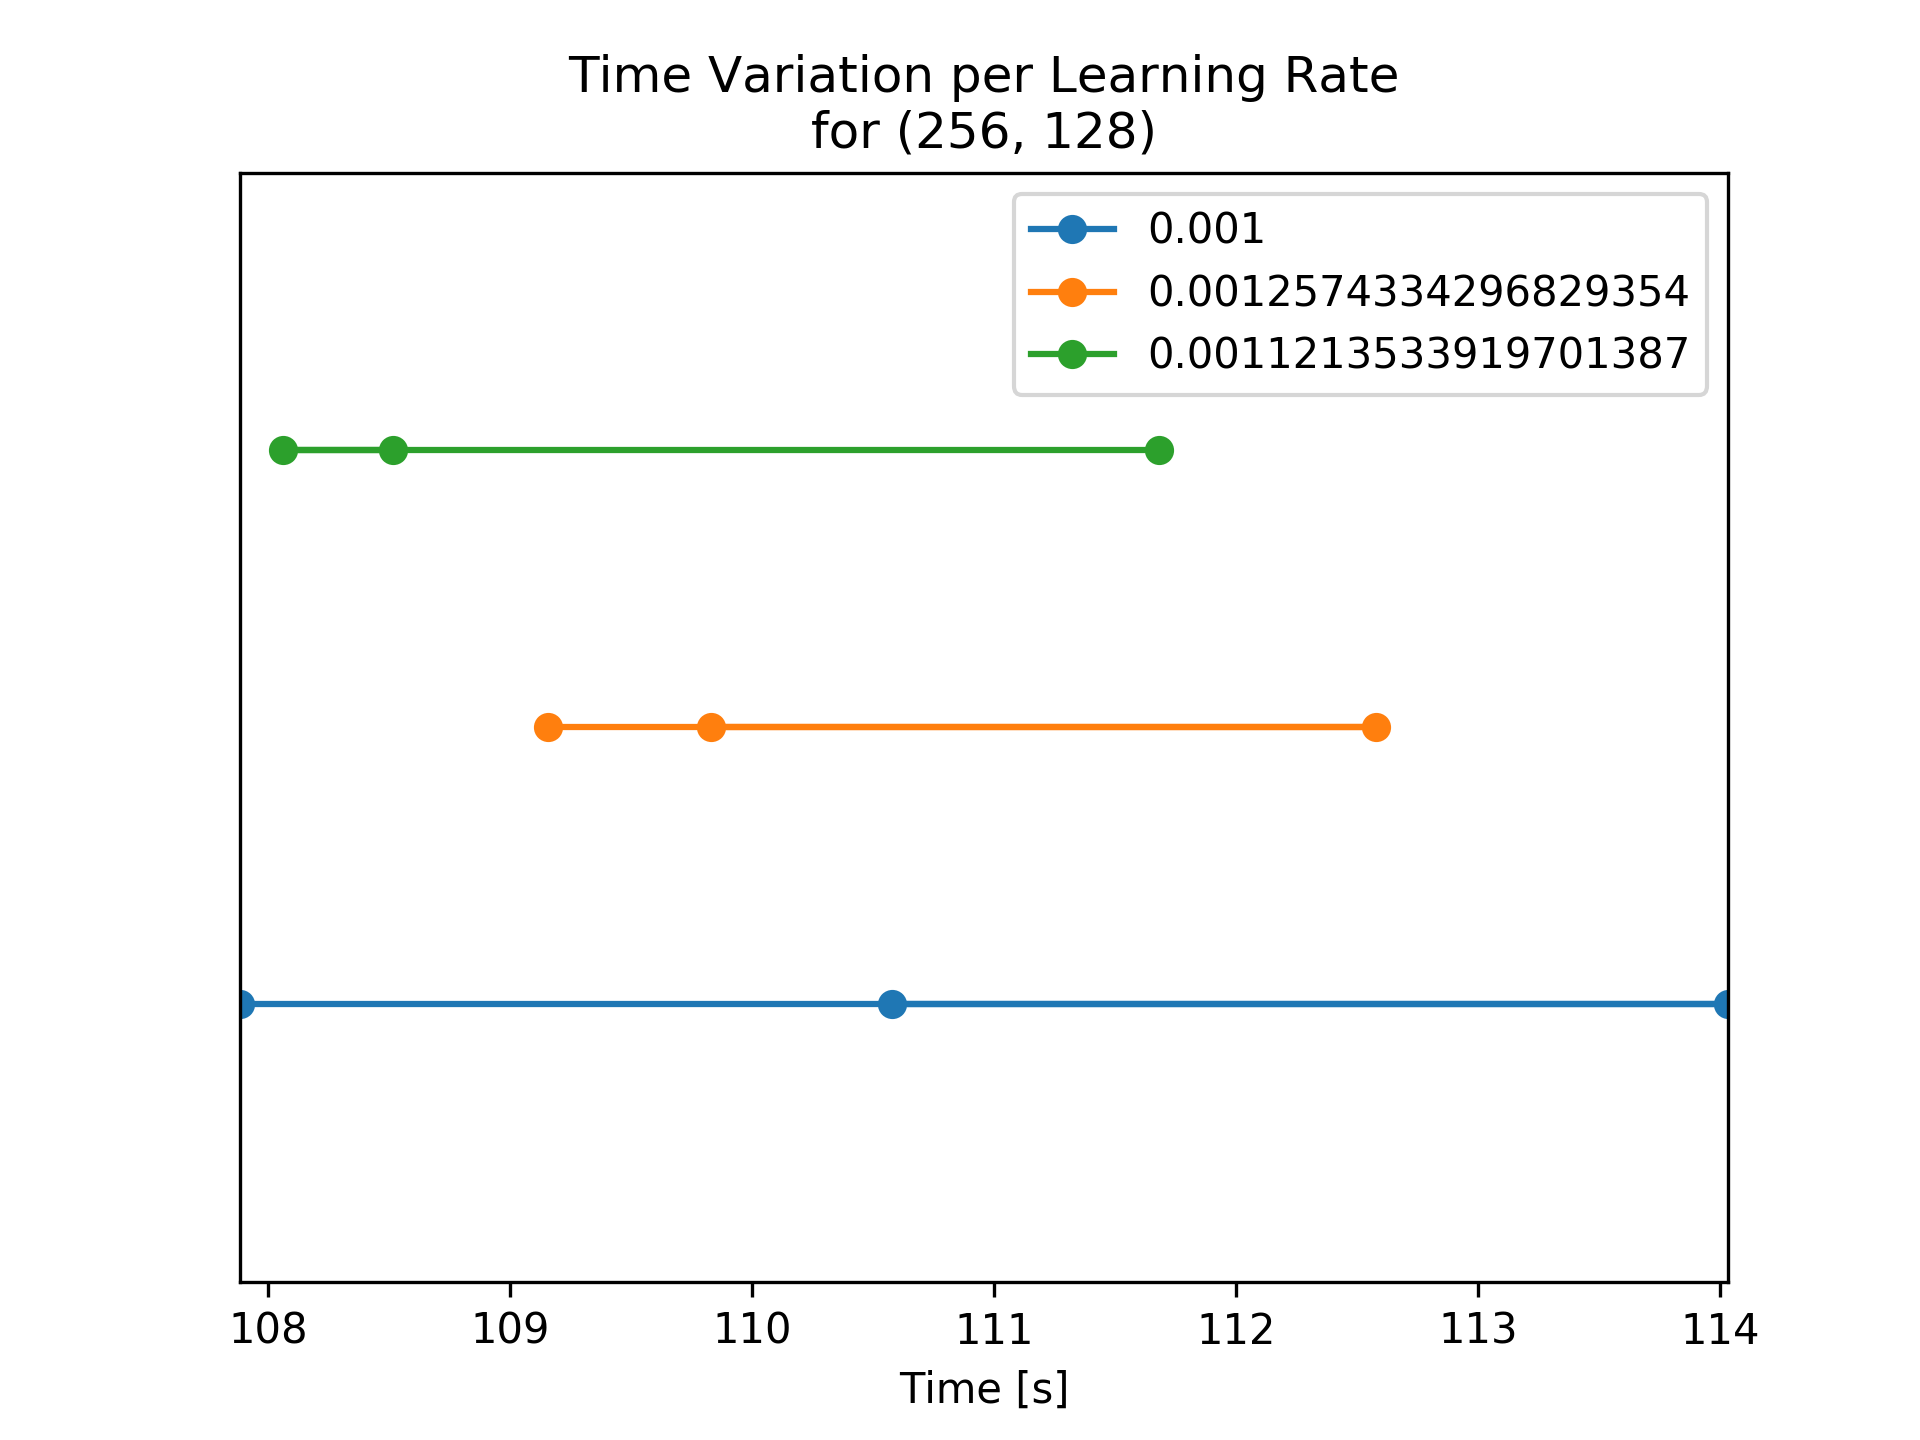 Time Variation per Learning Rate
for (256, 128)
0.001
0.0012574334296829354
0.0011213533919701387
108 109 110 111 112 113 114
Time [s]